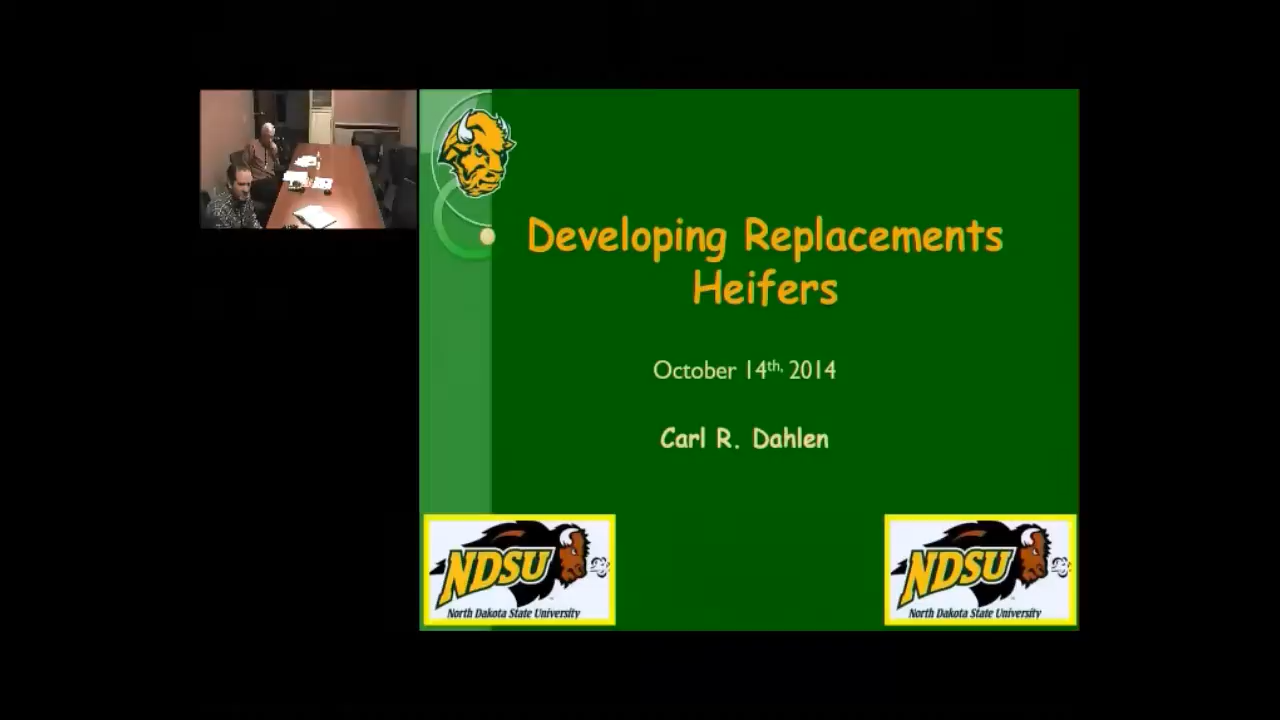 Developing Replacements
Heifers
October 14th, 2014
Carl R. Dahlen
NDSU
North Dakota State University
NDSU
North Dakota State University